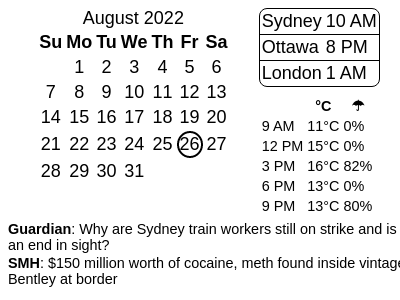 August 2022
Su Mo Tu We Th Fr Sa
1 2 3 4 5 6
7 8 9 10 11 12 13
14 15 16 17 18 19 20
21 22 23 24 25 26 27
28 29 30 31
Sydney 10 AM
Ottawa 8 PM
London 1 AM
°C ☂
9 AM 11°C 0%
12 PM 15°C 0%
3 PM 16°C 82%
6 PM 13°C 0%
9 PM 13°C 80%
Guardian: Why are Sydney train workers still on strike and is
an end in sight?
SMH: $150 million worth of cocaine, meth found inside vintage
Bentley at border